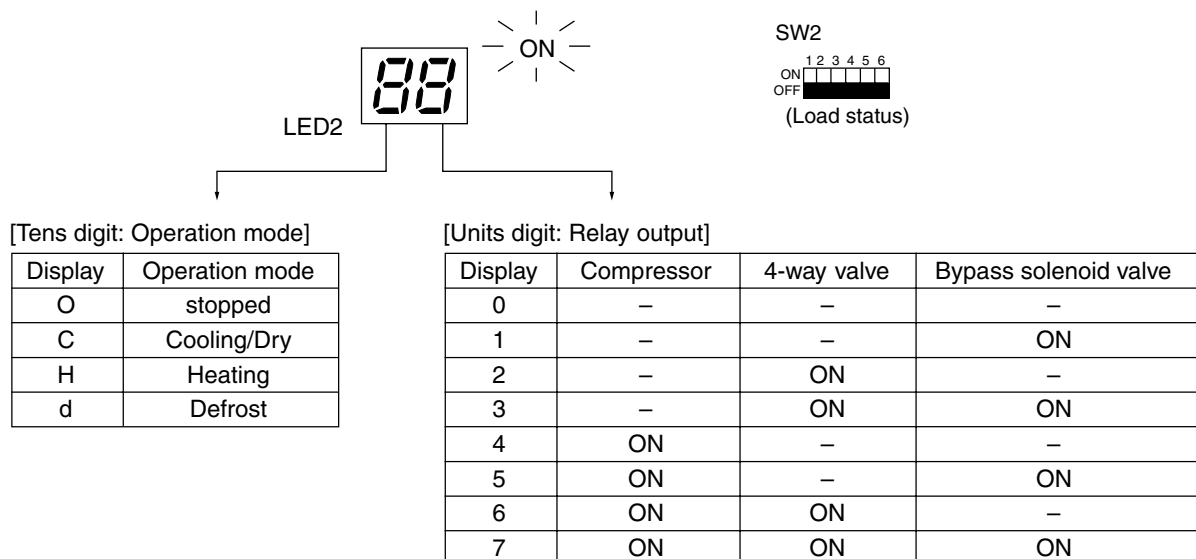 ON
SW2
1 2 3 4 5 6
ON
OFF
(Load status)
88
LED2
[Tens digit: Operation mode]
Display Operation mode
O stopped
C Cooling/Dry
H Heating
d Defrost
[Units digit: Relay output]
Display Compressor 4-way valve Bypass solenoid valve
0 – – –
1 – – ON
2 – ON –
3 – ON ON
4 ON – –
5 ON – ON
6 ON ON –
7 ON ON ON